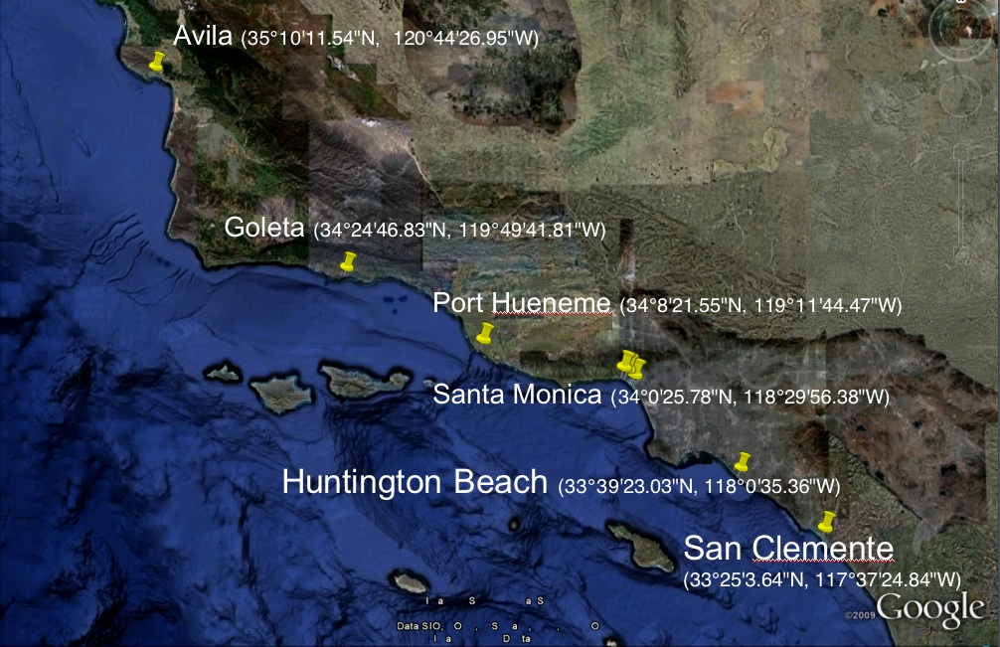 Avila (35°10'11.54"N, 120°44'26.95"W)
Goleta (34°24'46.83"N, 119°49'41.81"W)
Port Hueneme (34°8'21.55"N, 119°11'44.47"W)
Santa Monica (34°0'25.78"N, 118°29'56.38"W)
Huntington Beach (33°39'23.03"N, 118°0'35.36"W)
San Clemente
(33°25'3.64"N, 117°37'24.84"W)
©2009 Google
Data SIO,